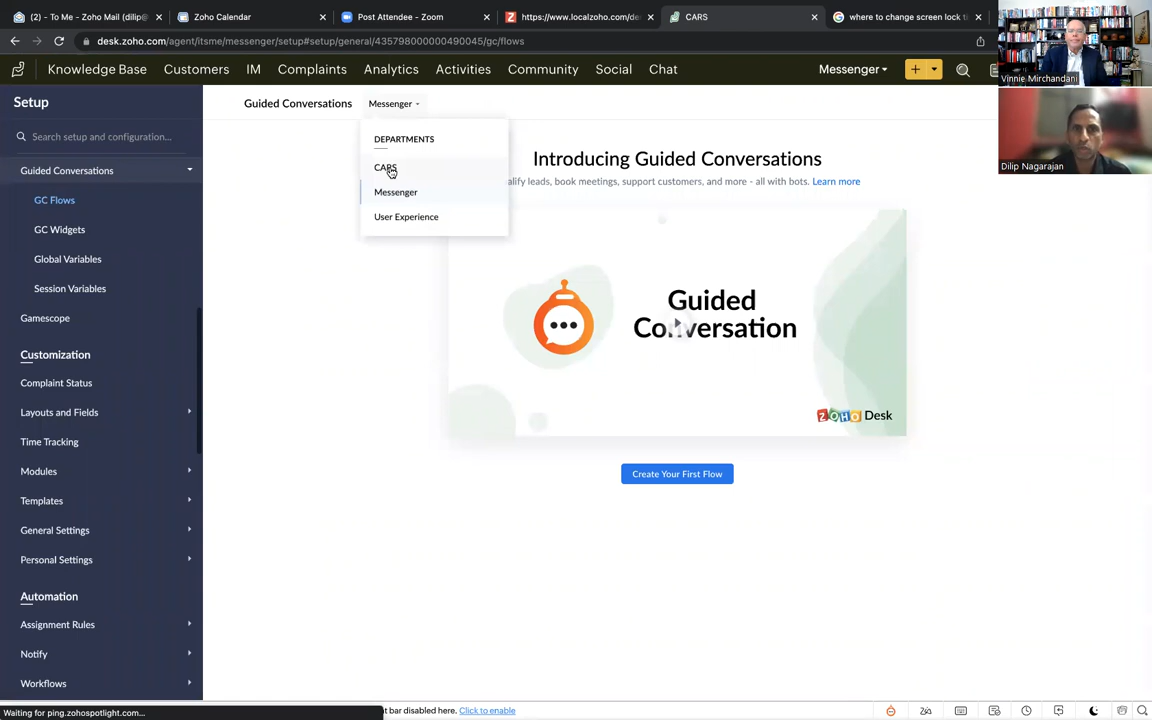 (2) - To Me - Zoho Mail (dilip@
Zoho Calendar
Post Attendee - Zoom
https://www.localzoho.com/de
CARS
where to change screen lock ti
desk.zoho.com/agent/itsme/messenger/setup#setup/general/435798000000490045/gc/flows
Knowledge Base
Customers
IM
Complaints
Analytics
Activities
Community
Social
Chat
Messenger
Vinnie Mirchandani
Dilip Nagarajan
Setup
Search setup and configuration...
Guided Conversations
GC Flows
GC Widgets
Global Variables
Session Variables
Gamescope
Customization
Complaint Status
Layouts and Fields
Time Tracking
Modules
Templates
General Settings
Personal Settings
Automation
Assignment Rules
Notify
Workflows
Guided Conversations
Messenger
DEPARTMENTS
CARS
Messenger
User Experience
Introducing Guided Conversations
alify leads, book meetings, support customers, and more - all with bots. Learn more
Guided
Conversation
ZOHO Desk
Create Your First Flow
Waiting for ping.zohospotlight.com...
t bar disabled here. Click to enable